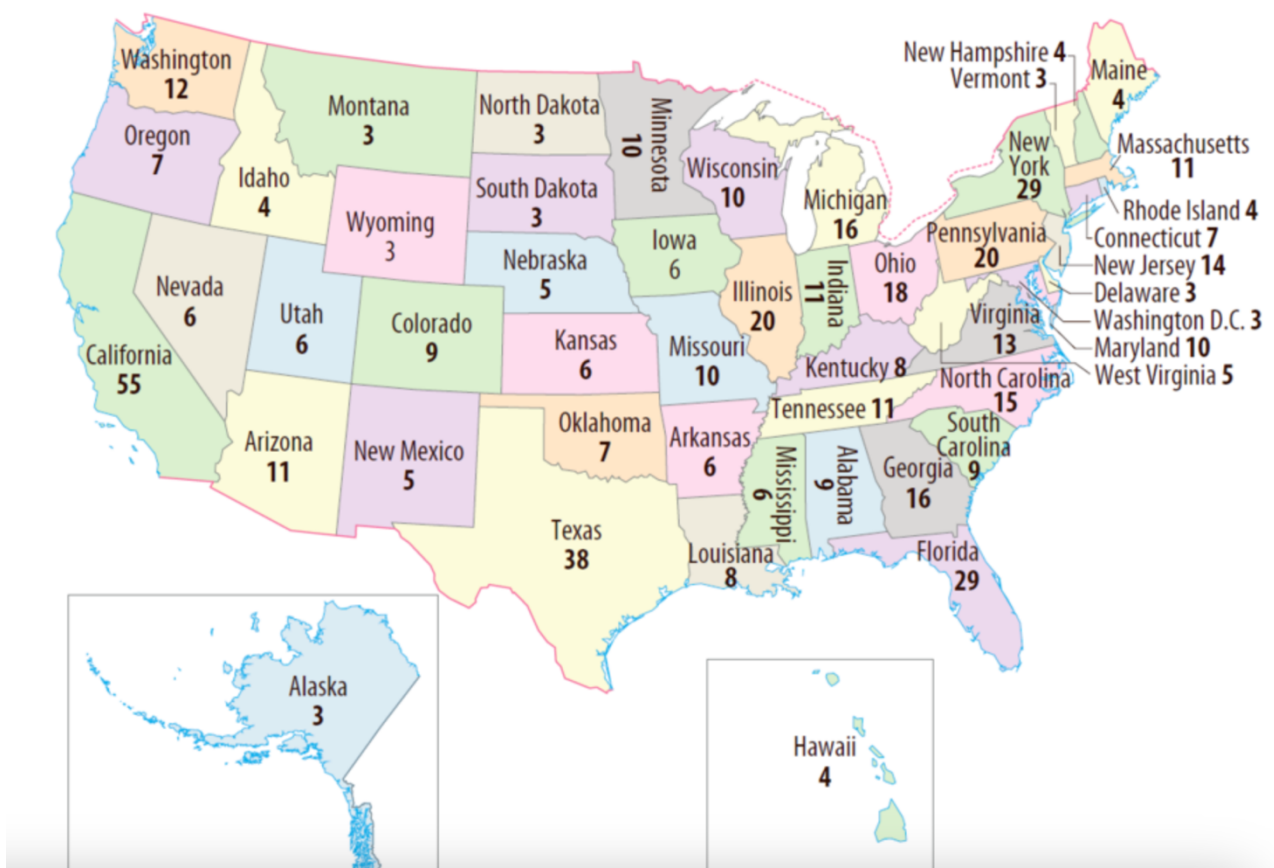 Washington
12
Oregon
7
California
55
Nevada
6
Idaho
4
Montana
3
Wyoming
3
Utah
6
Colorado
9
Arizona
11
New Mexico
5
North Dakota
3
South Dakota
3
Nebraska
5
Kansas
6
Oklahoma
7
Texas
38
Minnesota
10
Iowa
6
Missouri
10
Arkansas
6
Louisiana
8
Wisconsin
10
Illinois
20
Michigan
16
Indiana
11
Ohio
18
Kentucky 8
Tennessee 11
Mississippi
6
Alabama
9
Georgia
16
Florida
29
South
Carolina
9
North Carolina
15
Virginia
13
Pennsylvania
20
New
York
29
New Hampshire 4
Vermont 3
Maine
4
Massachusetts
11
Rhode Island 4
Connecticut 7
New Jersey 14
Delaware 3
Washington D.C. 3
Maryland 10
West Virginia 5
Alaska
3
Hawaii
4